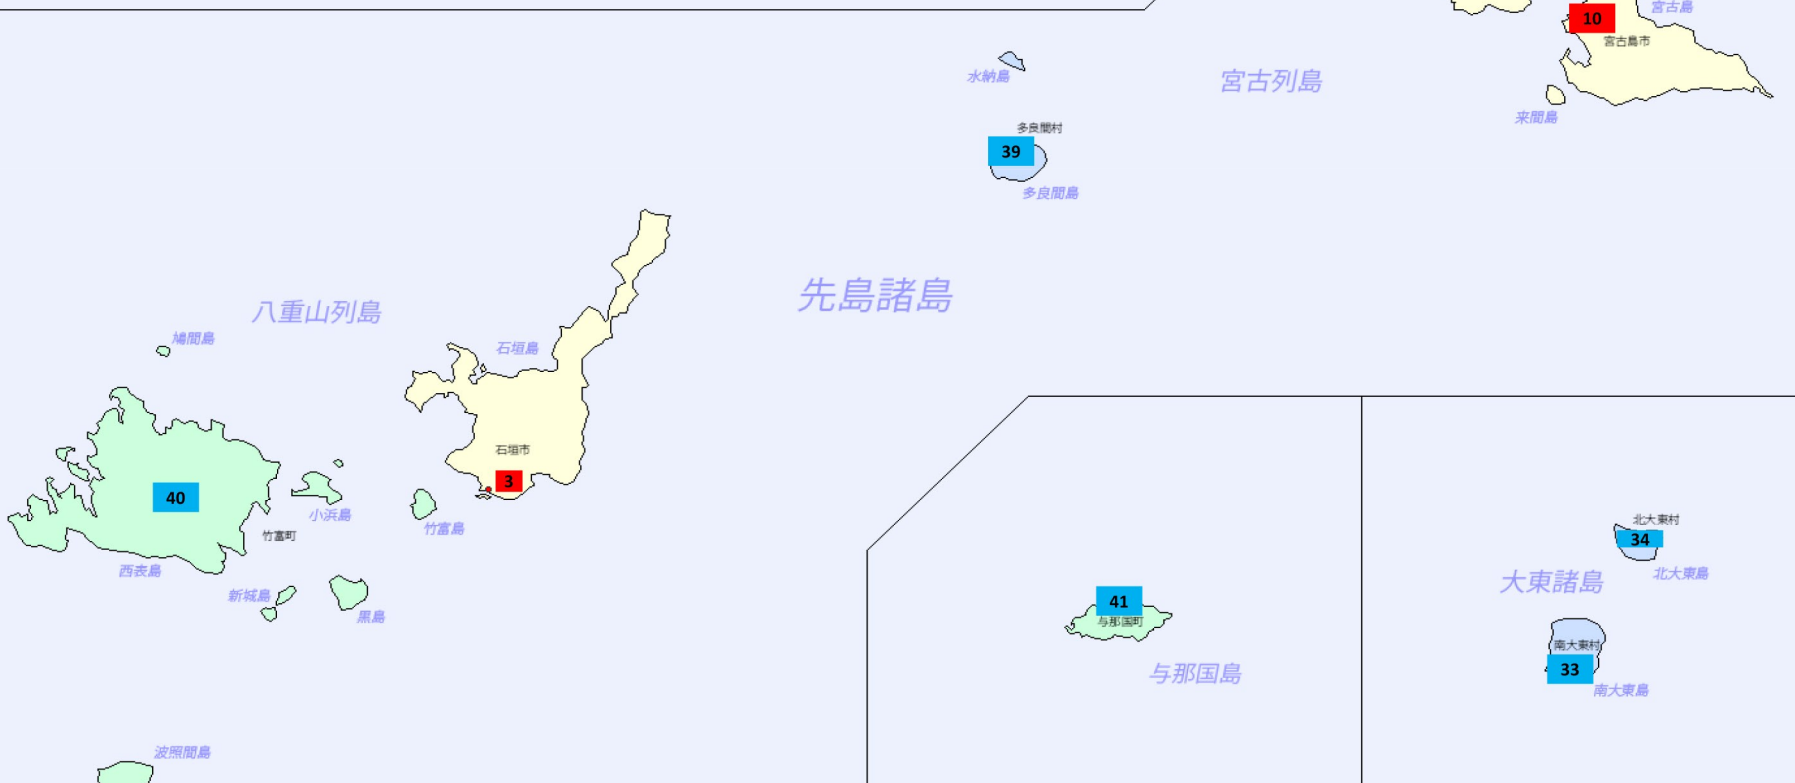 宮古島
10
宮古島市
水納島
宮古列島
来間島
多良間村
39
多良間島
先島諸島
八重山列島
鳩間島
石垣島
石垣市
3
40
小浜島
竹富島
竹富町
西表島
新城島
黒島
波照間島
41
与那国町
与那国島
北大東村
34
北大東島
大東諸島
南大東村
33
南大東島